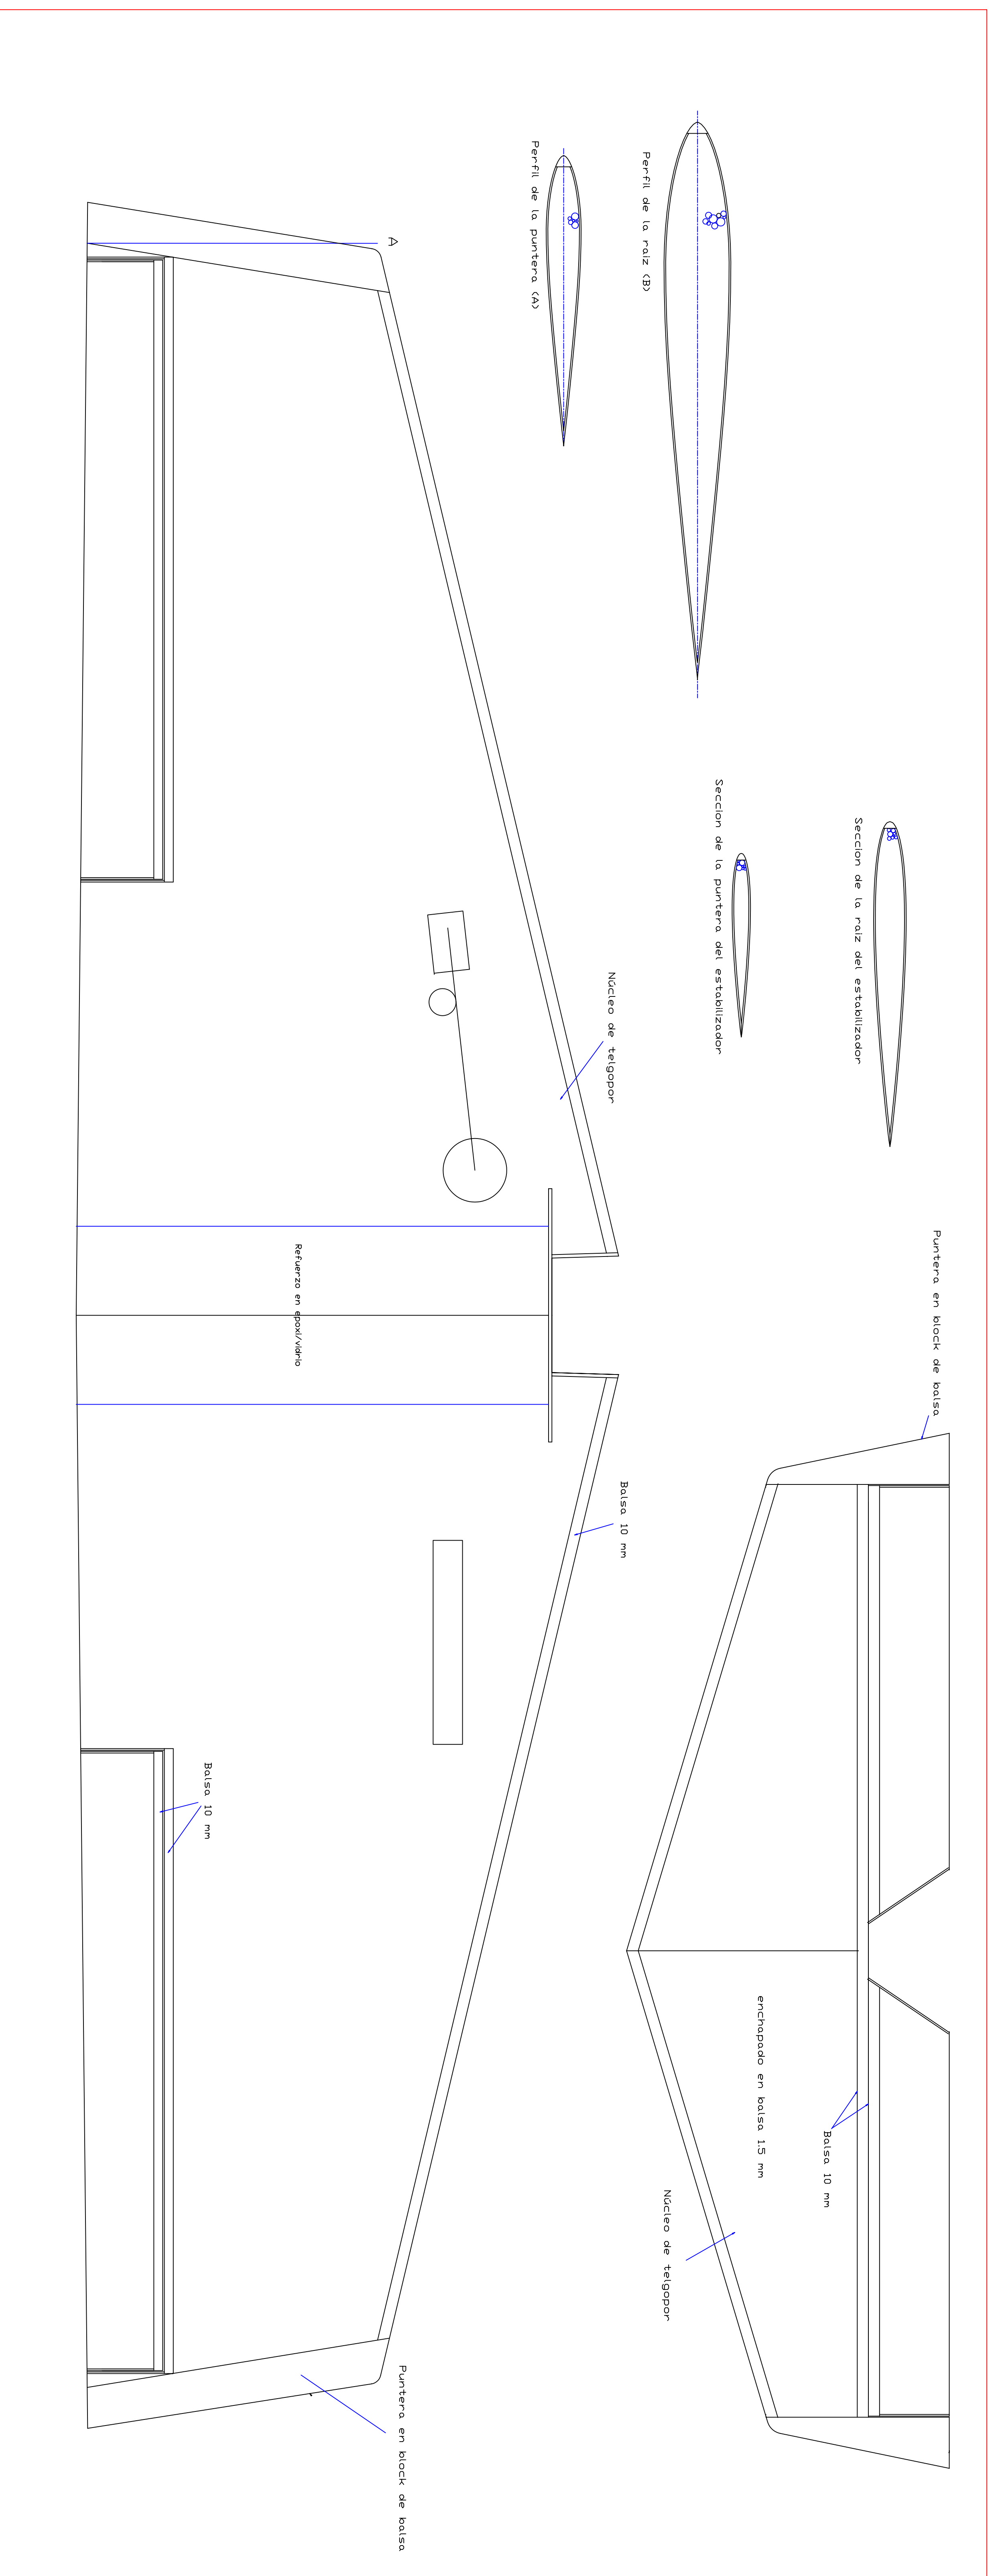 Perfil de la puntera (A)
Perfil de la raiz (B)
A
Seccion de la puntera del estabilizador
Seccion de la raiz del estabilizador
Núcleo de telgopor
Refuerzo en epoxi/vidrio
Puntera en block de balsa
Balsa 10 mm
Balsa 10 mm
enchapado en balsa 1.5 mm
Balsa 10 mm
Núcleo de telgopor
Puntera en block de balsa